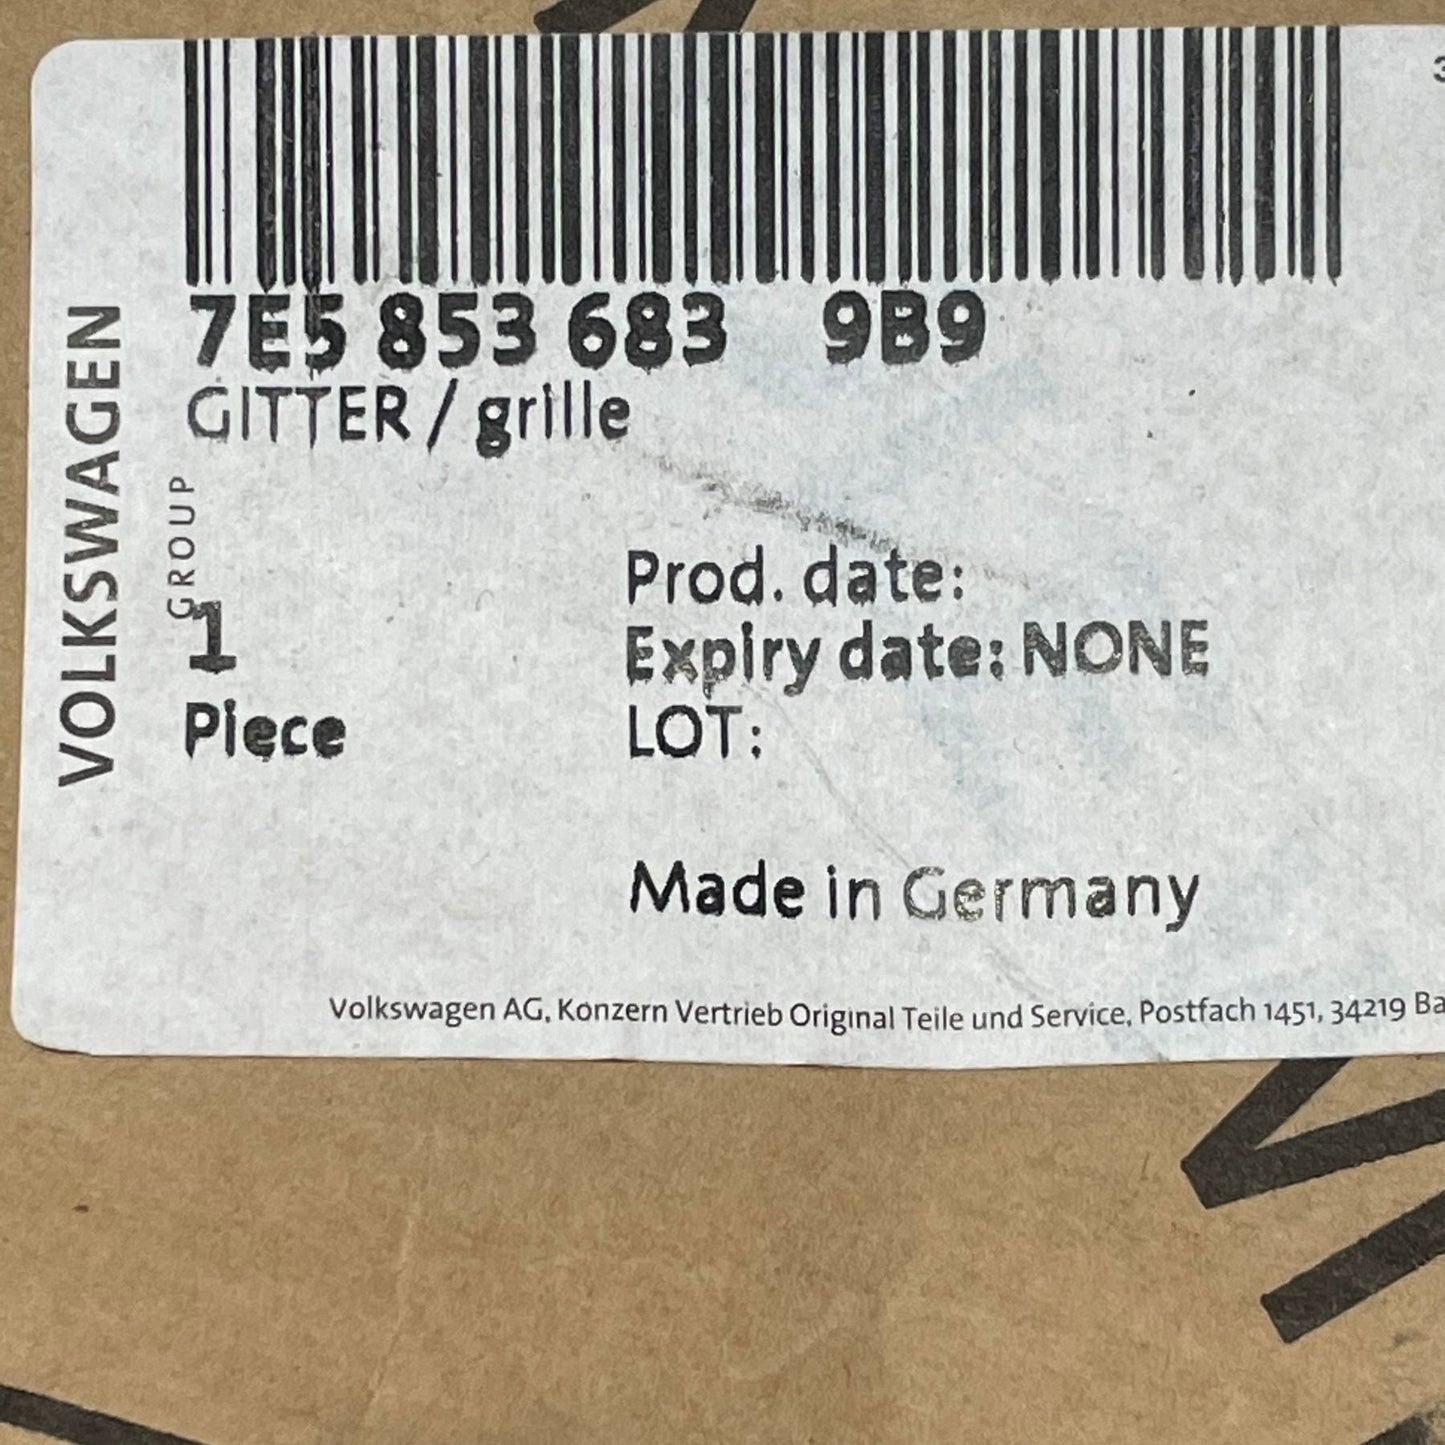 7E5 853 683 9B9
GITTER / grille
VOLKSWAGEN
GROUP
1
Piece
Prod. date:
Expiry date: NONE
LOT:
Made in Germany
Volkswagen AG, Konzern Vertrieb Original Teile und Service, Postfach 1451, 34219 Ba